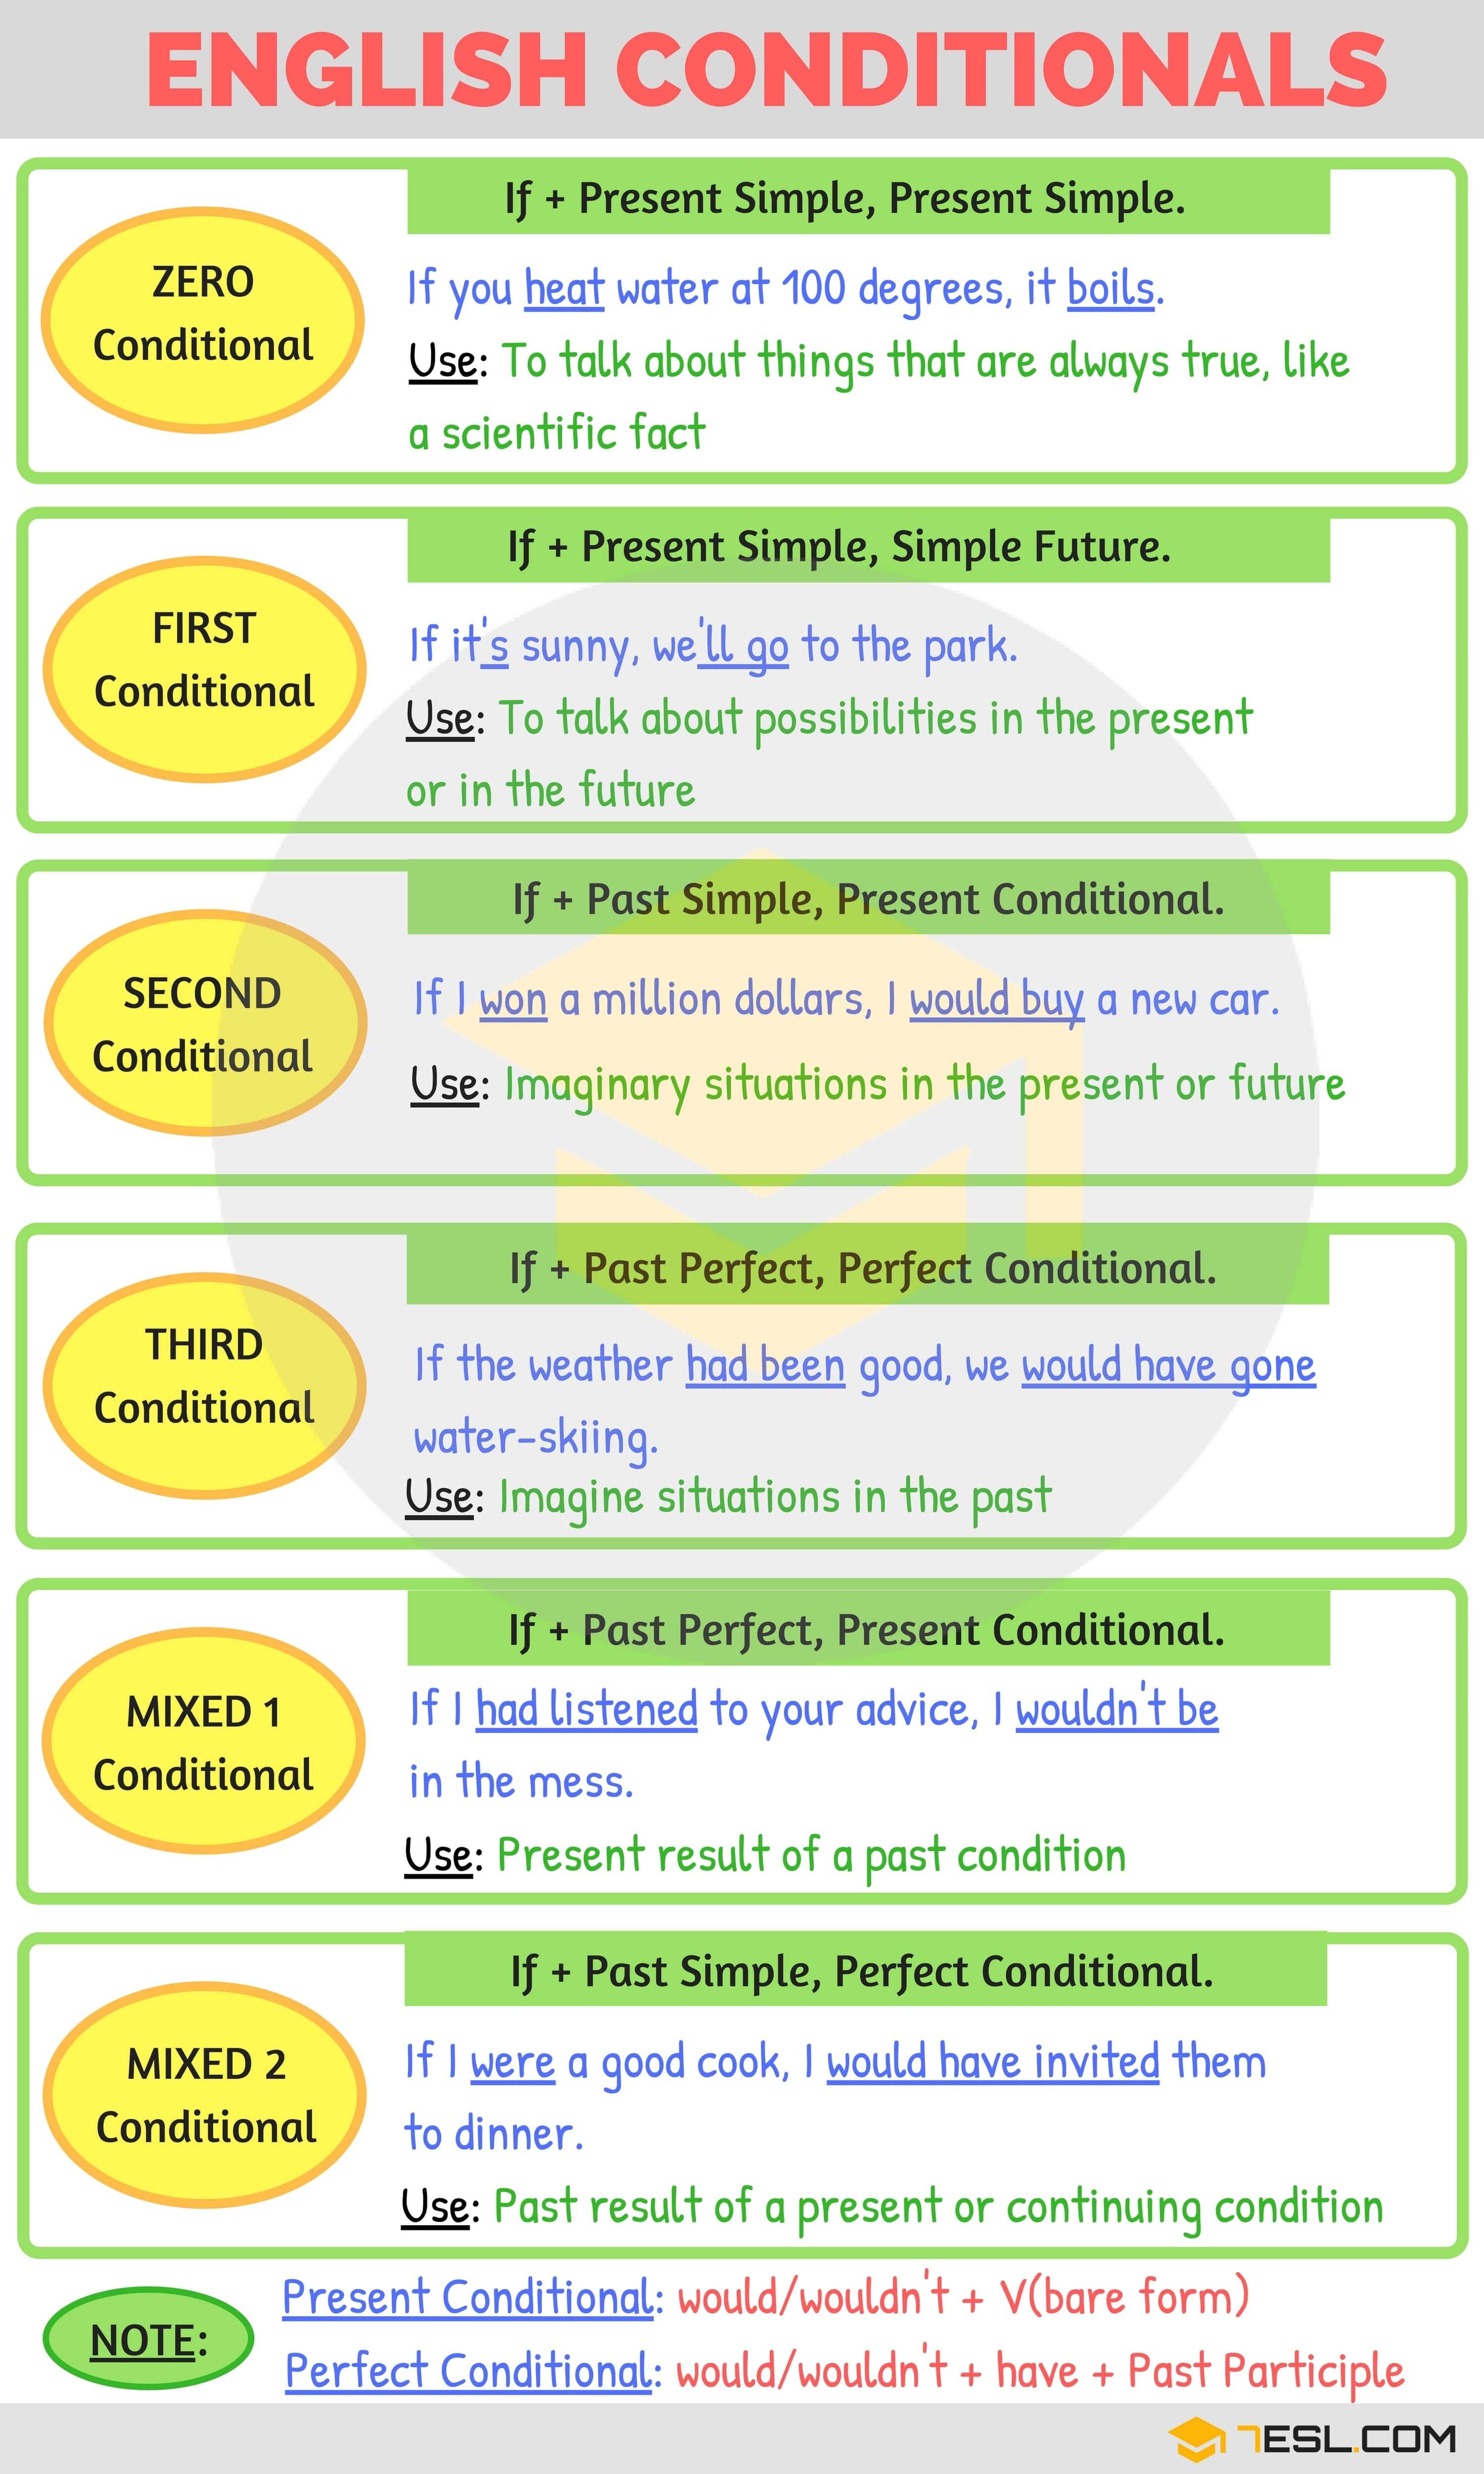 ENGLISH CONDITIONALS
If + Present Simple, Present Simple.
ZERO
Conditional
If you heat water at 100 degrees, it boils.
Use: To talk about things that are always true, like
a scientific fact
If + Present Simple, Simple Future.
FIRST
Conditional
If it's sunny, we'll go to the park.
Use: To talk about possibilities in the present
or in the future
If + Past Simple, Present Conditional.
SECOND
Conditional
If I won a million dollars, I would buy a new car.
Use: Imaginary situations in the present or future
If + Past Perfect, Perfect Conditional.
THIRD
Conditional
If the weather had been good, we would have gone
water-skiing.
Use: Imagine situations in the past
If + Past Perfect, Present Conditional.
MIXED 1
Conditional
If I had listened to your advice, I wouldn't be
in the mess.
Use: Present result of a past condition
If + Past Simple, Perfect Conditional.
MIXED 2
Conditional
If I were a good cook, I would have invited them
to dinner.
Use: Past result of a present or continuing condition
NOTE:
Present Conditional: would/wouldn't + V(bare form)
Perfect Conditional: would/wouldn't + have + Past Participle
7ESL.COM